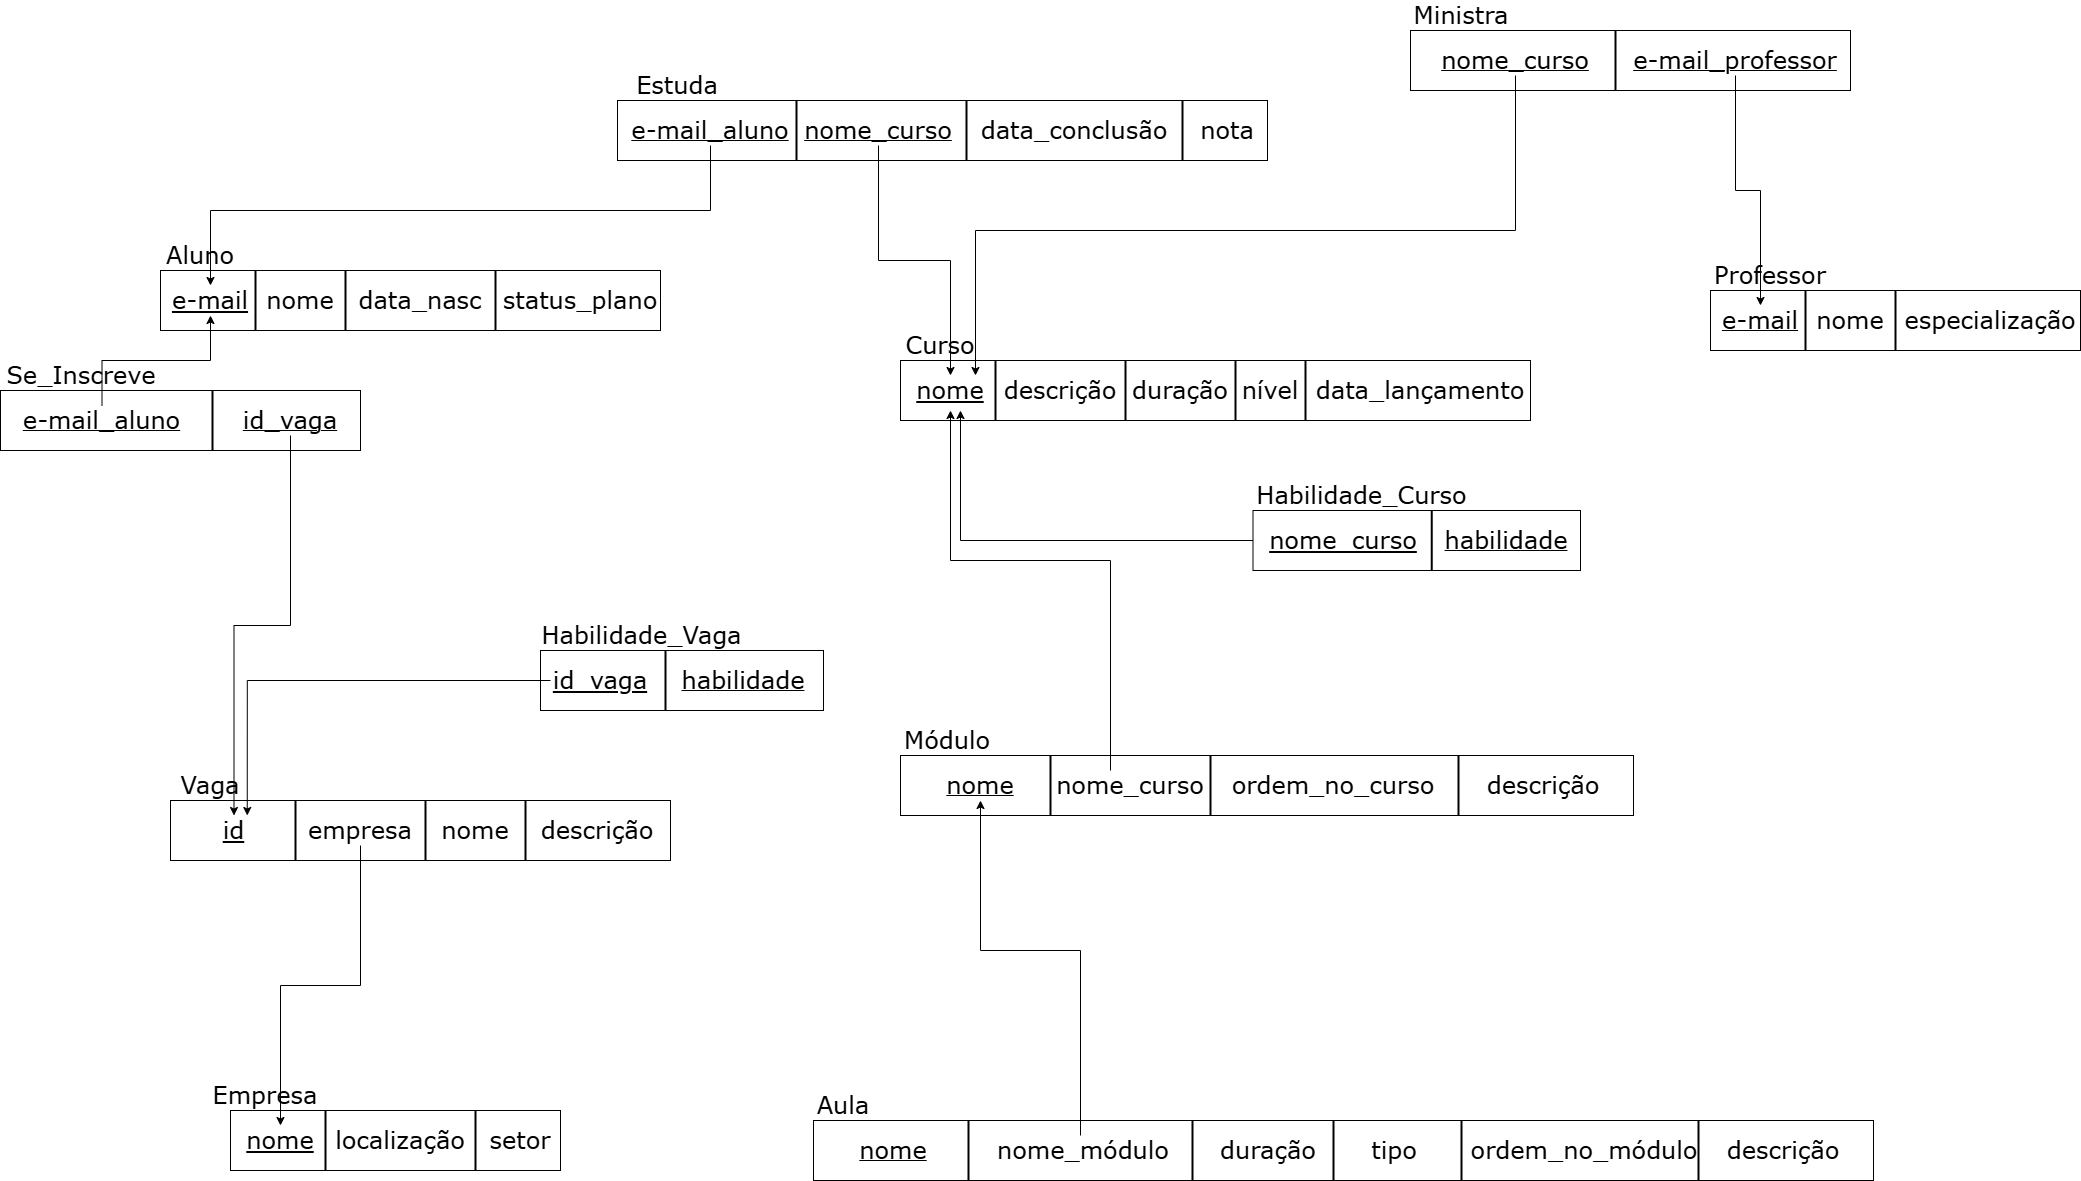 Ministra
nome_curso e-mail_professor
Estuda
e-mail_aluno nome_curso data_conclusão nota
Aluno
e-mail nome data_nasc status_plano
Professor
e-mail nome especialização
Curso
nome descrição duração nível data_lançamento
Se_Inscreve
e-mail_aluno id_vaga
Habilidade_Curso
nome_curso habilidade
Habilidade_Vaga
id_vaga habilidade
Módulo
nome nome_curso ordem_no_curso descrição
Vaga
id empresa nome descrição
Empresa
nome localização setor
Aula
nome nome_módulo duração tipo ordem_no_módulo descrição